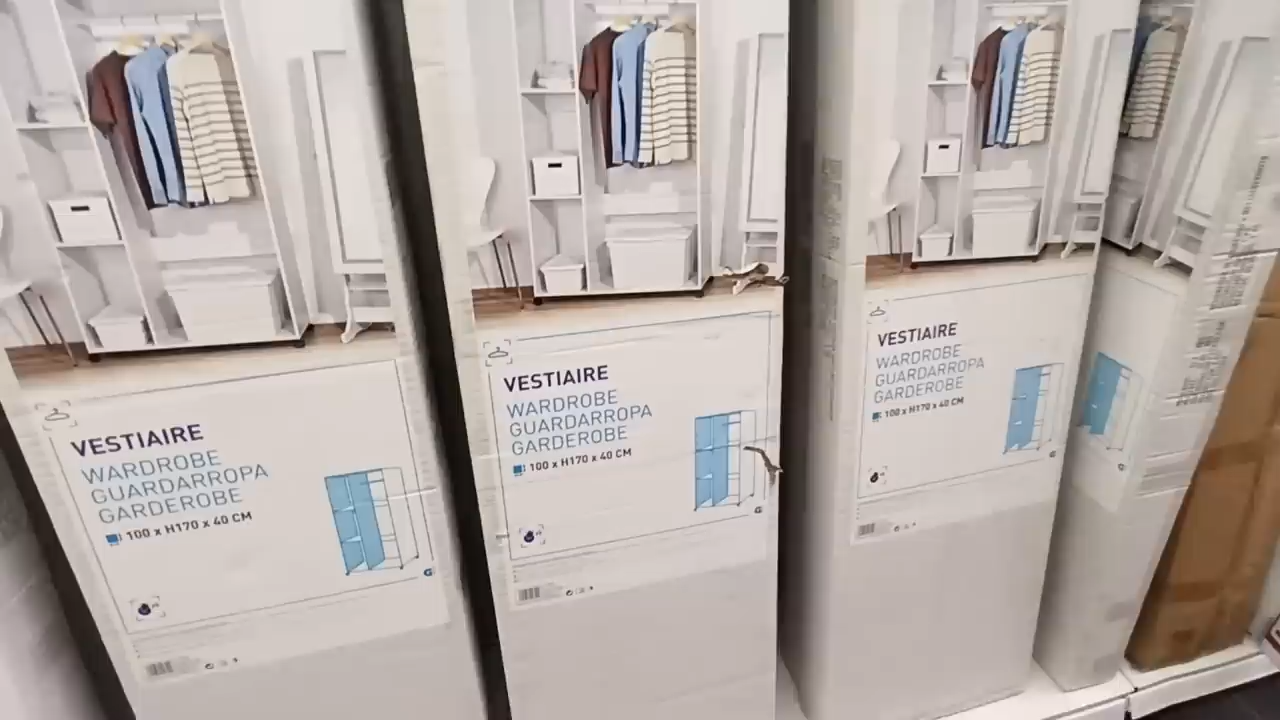 VESTIAIRE
WARDROBE
GUARDARROPA
GARDEROBE
100 x H170 x 40 CM
VESTIAIRE
WARDROBE
GUARDARROPA
GARDEROBE
100 x H170 x 40 CM
VESTIAIRE
WARDROBE
GUARDARROPA
GARDEROBE
100 x H170 x 40 CM